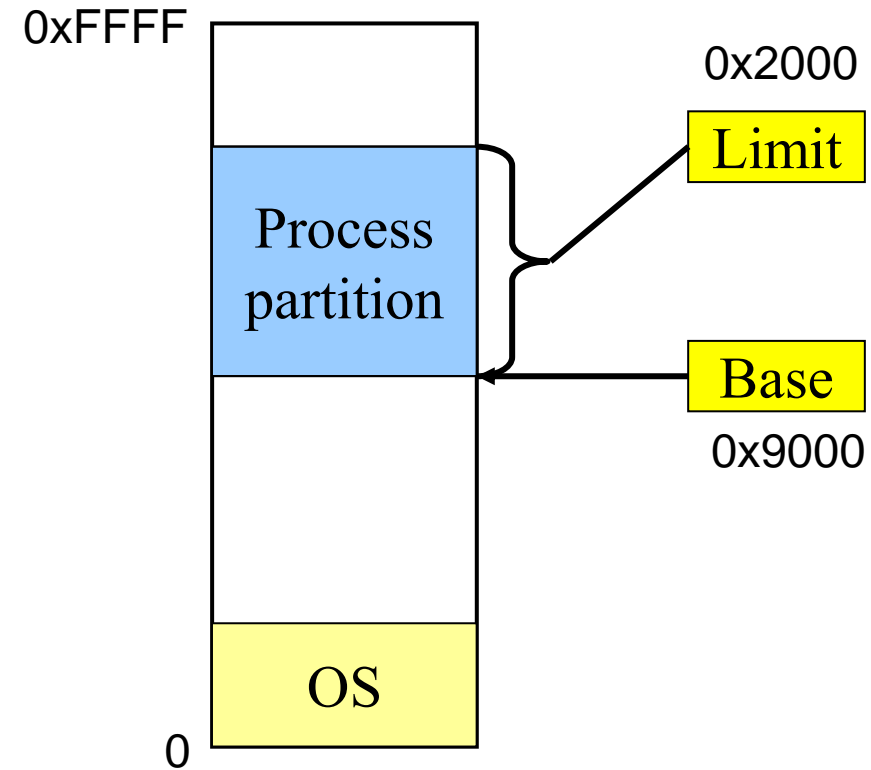 0xFFFF
0x2000
Limit
Process
partition
Base
0x9000
OS
0